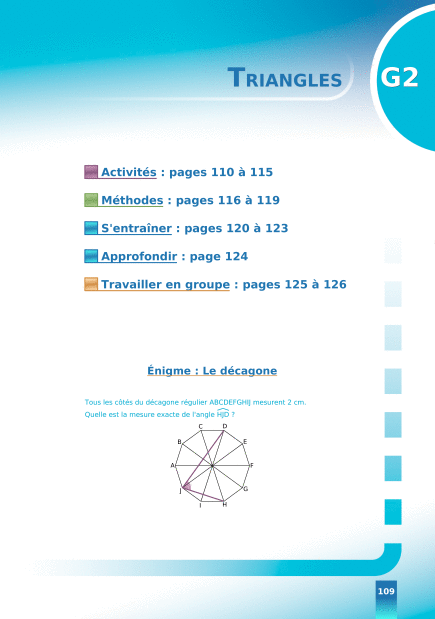 TRIANGLES
G2
Activités : pages 110 à 115
Méthodes : pages 116 à 119
S'entraîner : pages 120 à 123
Approfondir : page 124
Travailler en groupe : pages 125 à 126
Énigme : Le décagone
Tous les côtés du décagone régulier ABCDEFGHIJ mesurent 2 cm.
Quelle est la mesure exacte de l'angle HJD ?
C D
B E
A F
J G
I H
109